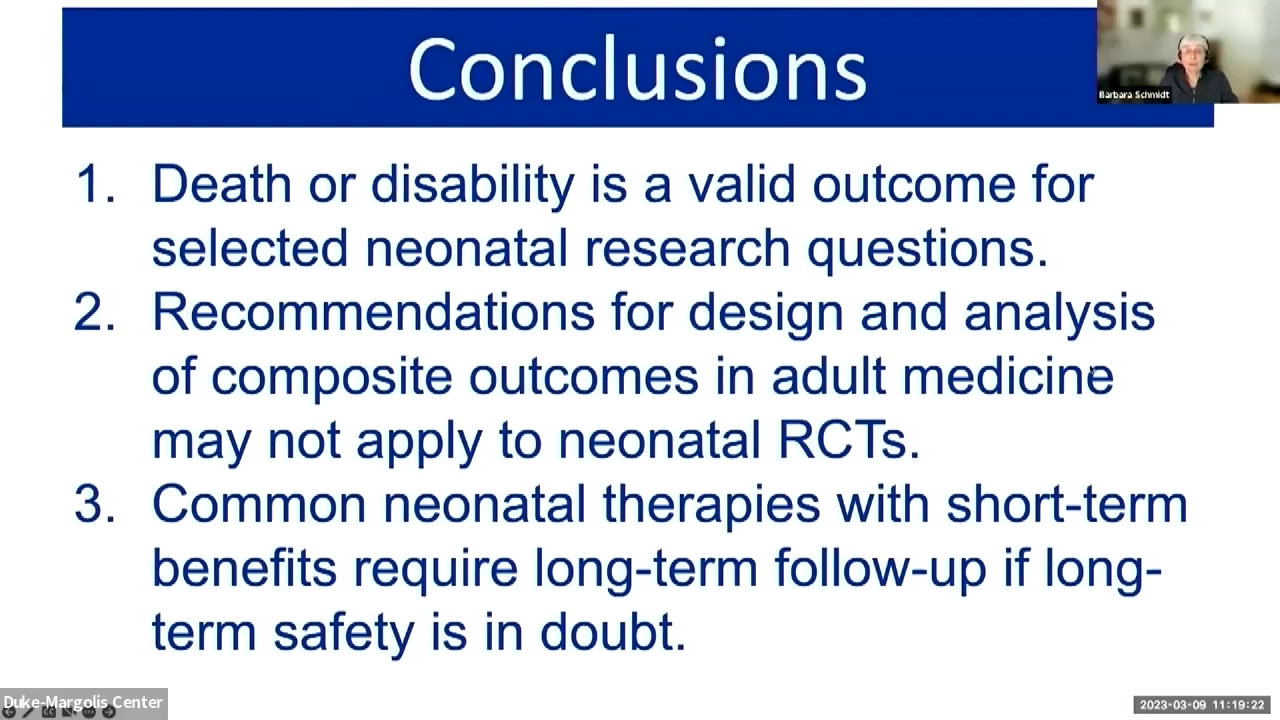 Conclusions
Barbara Schmidt
1. Death or disability is a valid outcome for
selected neonatal research questions.
2. Recommendations for design and analysis
of composite outcomes in adult medicine
may not apply to neonatal RCTs.
3. Common neonatal therapies with short-term
benefits require long-term follow-up if long-
term safety is in doubt.
Duke-Margolis Center
2023-03-09 11:19:22